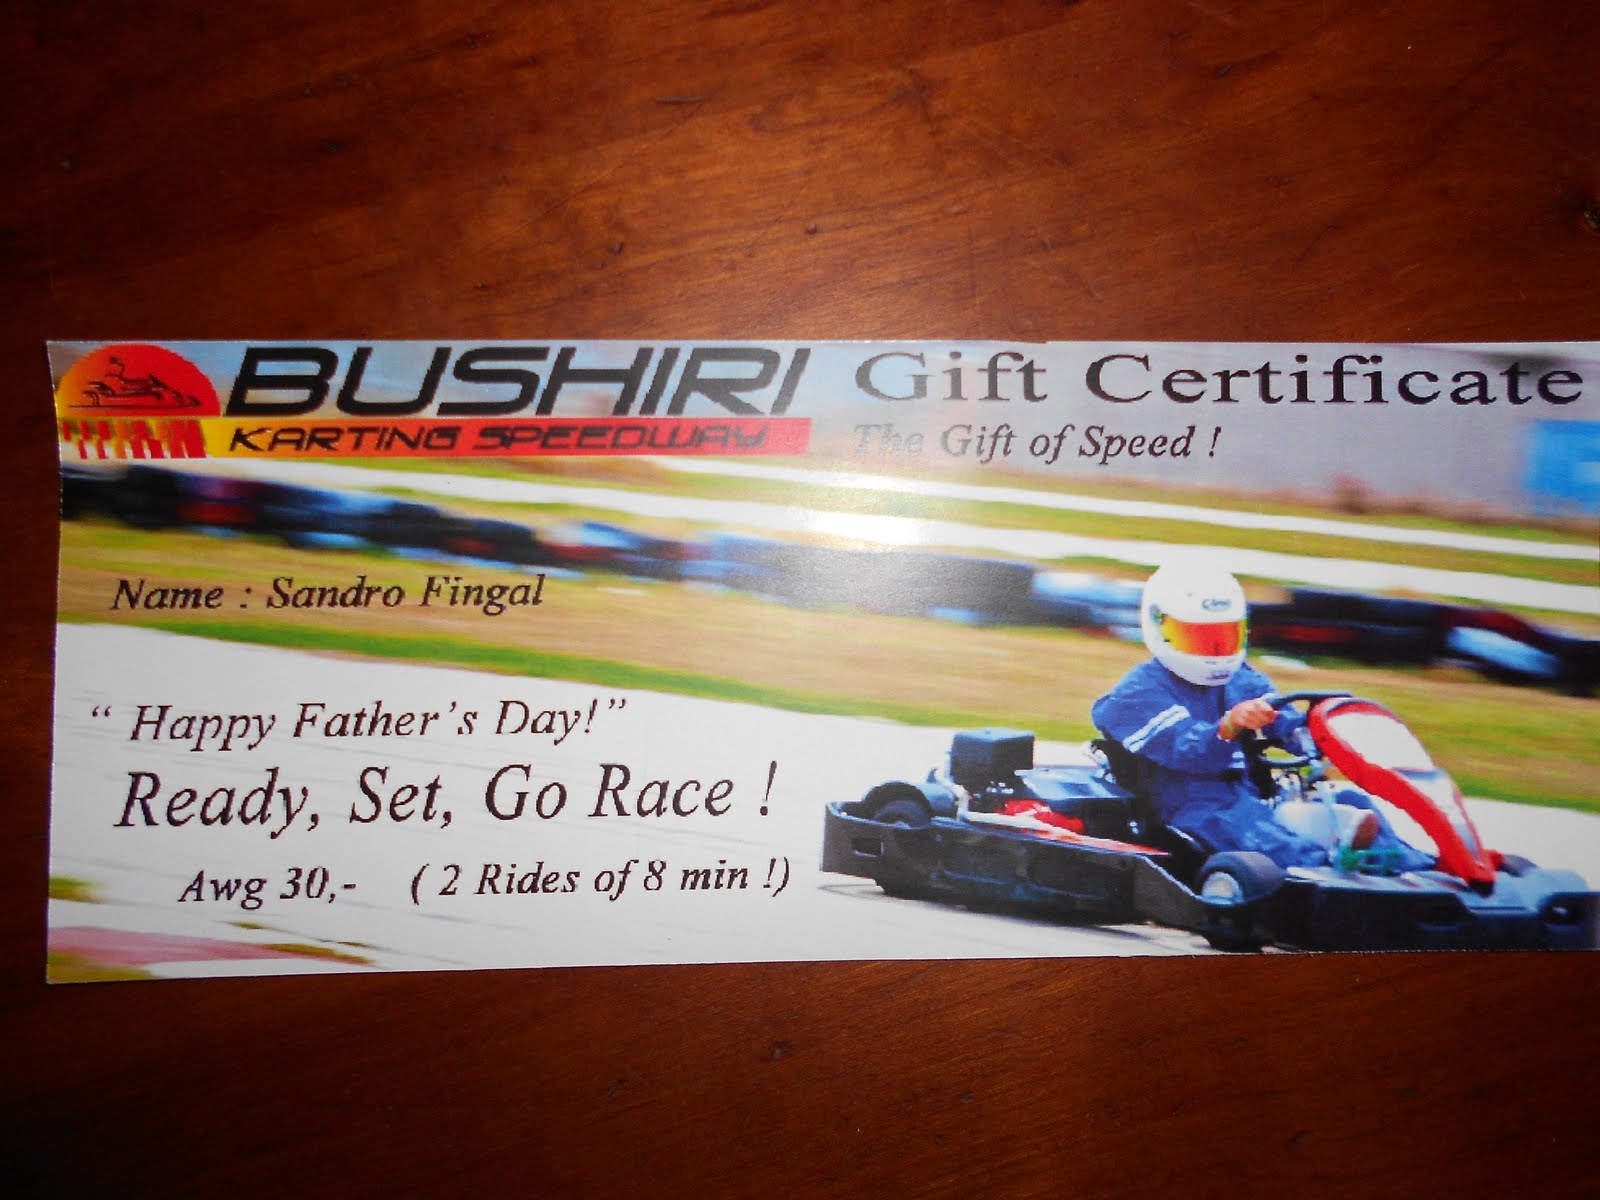 BUSHIRI
KARTING SPEEDWAY
Gift Certificate
The Gift of Speed !
Name : Sandro Fingal
“ Happy Father’s Day!”
Ready, Set, Go Race !
Awg 30,- ( 2 Rides of 8 min !)